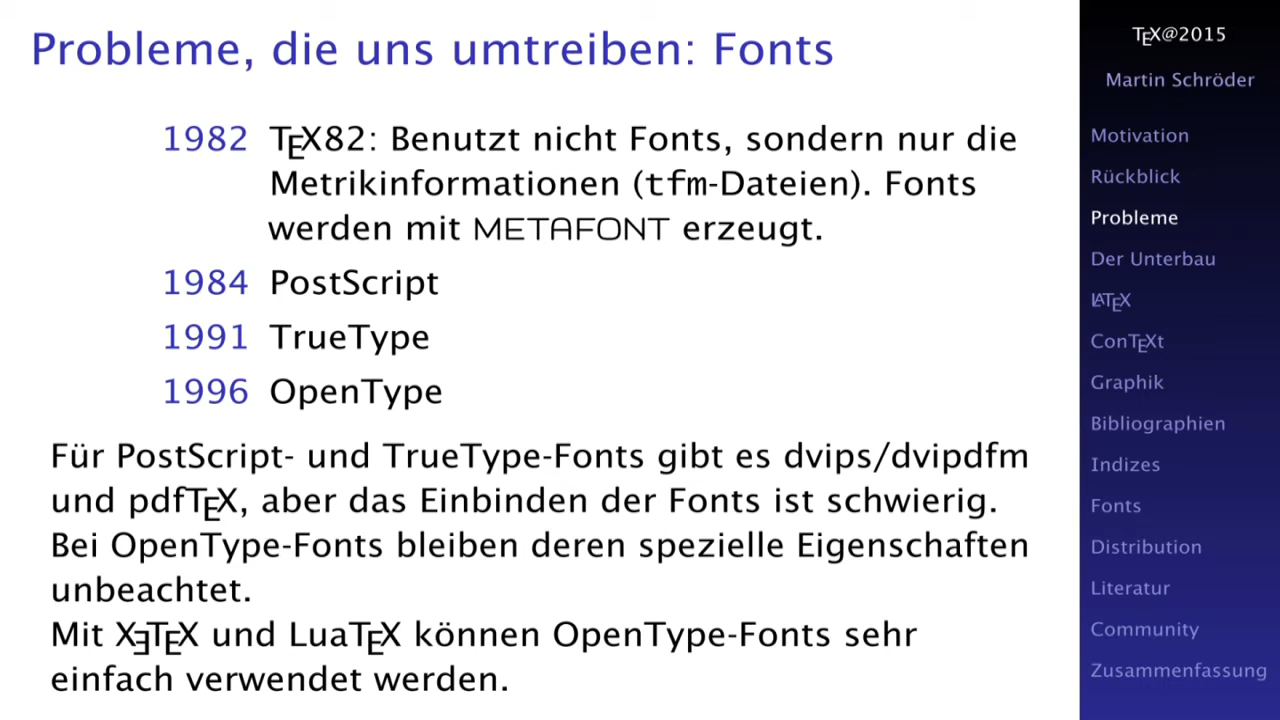 Probleme, die uns umtreiben: Fonts
1982 TEX82: Benutzt nicht Fonts, sondern nur die
Metrikinformationen (tfm-Dateien). Fonts
werden mit METAFONT erzeugt.
1984 PostScript
1991 TrueType
1996 OpenType
Für PostScript- und TrueType-Fonts gibt es dvips/dvipdfm
und pdfTEX, aber das Einbinden der Fonts ist schwierig.
Bei OpenType-Fonts bleiben deren spezielle Eigenschaften
unbeachtet.
Mit XƎTEX und LuaTEX können OpenType-Fonts sehr
einfach verwendet werden.
TEX@2015
Martin Schröder
Motivation
Rückblick
Probleme
Der Unterbau
LATEX
ConTEXt
Graphik
Bibliographien
Indizes
Fonts
Distribution
Literatur
Community
Zusammenfassung